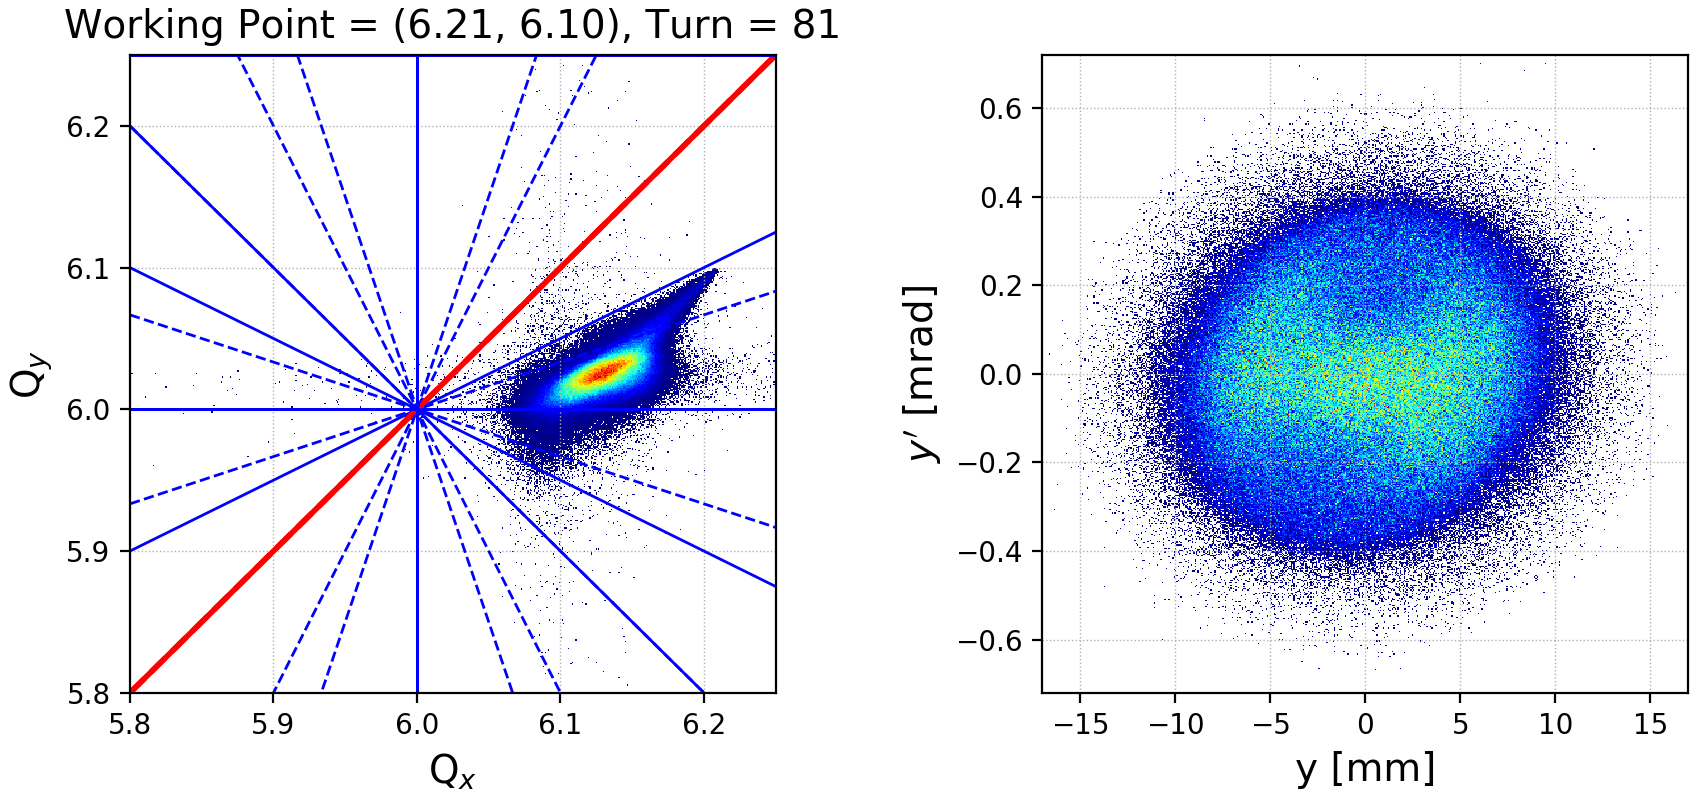 Working Point = (6.21, 6.10), Turn = 81
6.2
6.1
6.0
5.9
5.8
Q_y
5.8 5.9 6.0 6.1 6.2
Q_x
0.6
0.4
0.2
0.0
−0.2
−0.4
−0.6
y′ [mrad]
−15 −10 −5 0 5 10 15
y [mm]